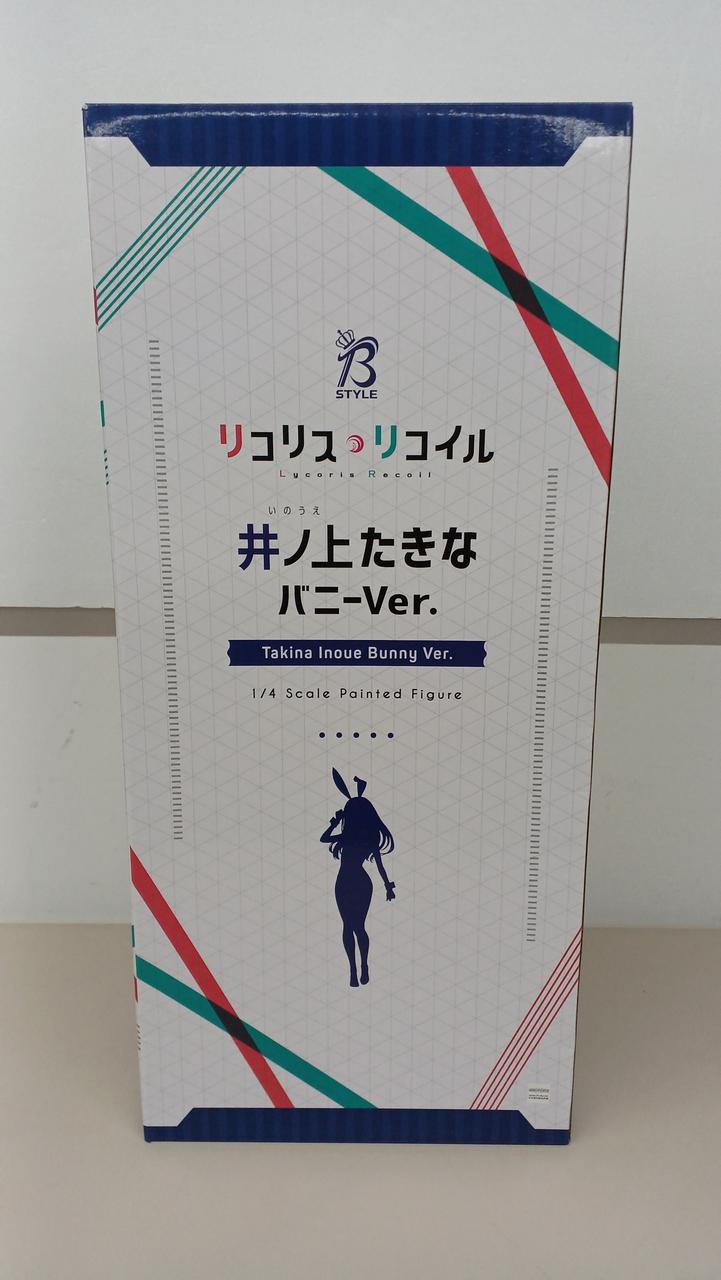 B
STYLE
リコリス・リコイル
Lycoris Recoil
いのうえ
井ノ上たきな
バニーVer.
Takina Inoue Bunny Ver.
1/4 Scale Painted Figure